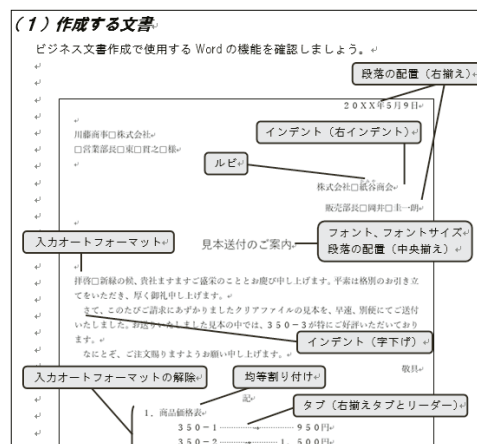 （１）作成する文書
ビジネス文書作成で使用する Word の機能を確認しましょう。
段落の配置（右揃え）
２０XX年５月９日
川藤商事□株式会社
□営業部長□東□貫之□様
インデント（右インデント）
ルビ
株式会社□紙谷商会
販売部長□岡井□圭一朗
フォント、フォントサイズ
段落の配置（中央揃え）
入力オートフォーマット
見本送付のご案内
拝啓□新緑の候、貴社ますますご盛栄のこととお慶び申し上げます。平素は格別のお引き立
てをいただき、厚く御礼申し上げます。
さて、このたびご請求にあずかりましたクリアファイルの見本を、早速、別便にてご送付
いたしました。お送りいたしました見本の中では、３５０－３が特にご好評いただいており
ます。
インデント（字下げ）
なにとぞ、ご注文賜りますようお願い申し上げます。
敬具
入力オートフォーマットの解除
均等割り付け
記
タブ（右揃えタブとリーダー）
１．商品価格表
３５０－１ → ９５０円
３５０－２ １，５００円